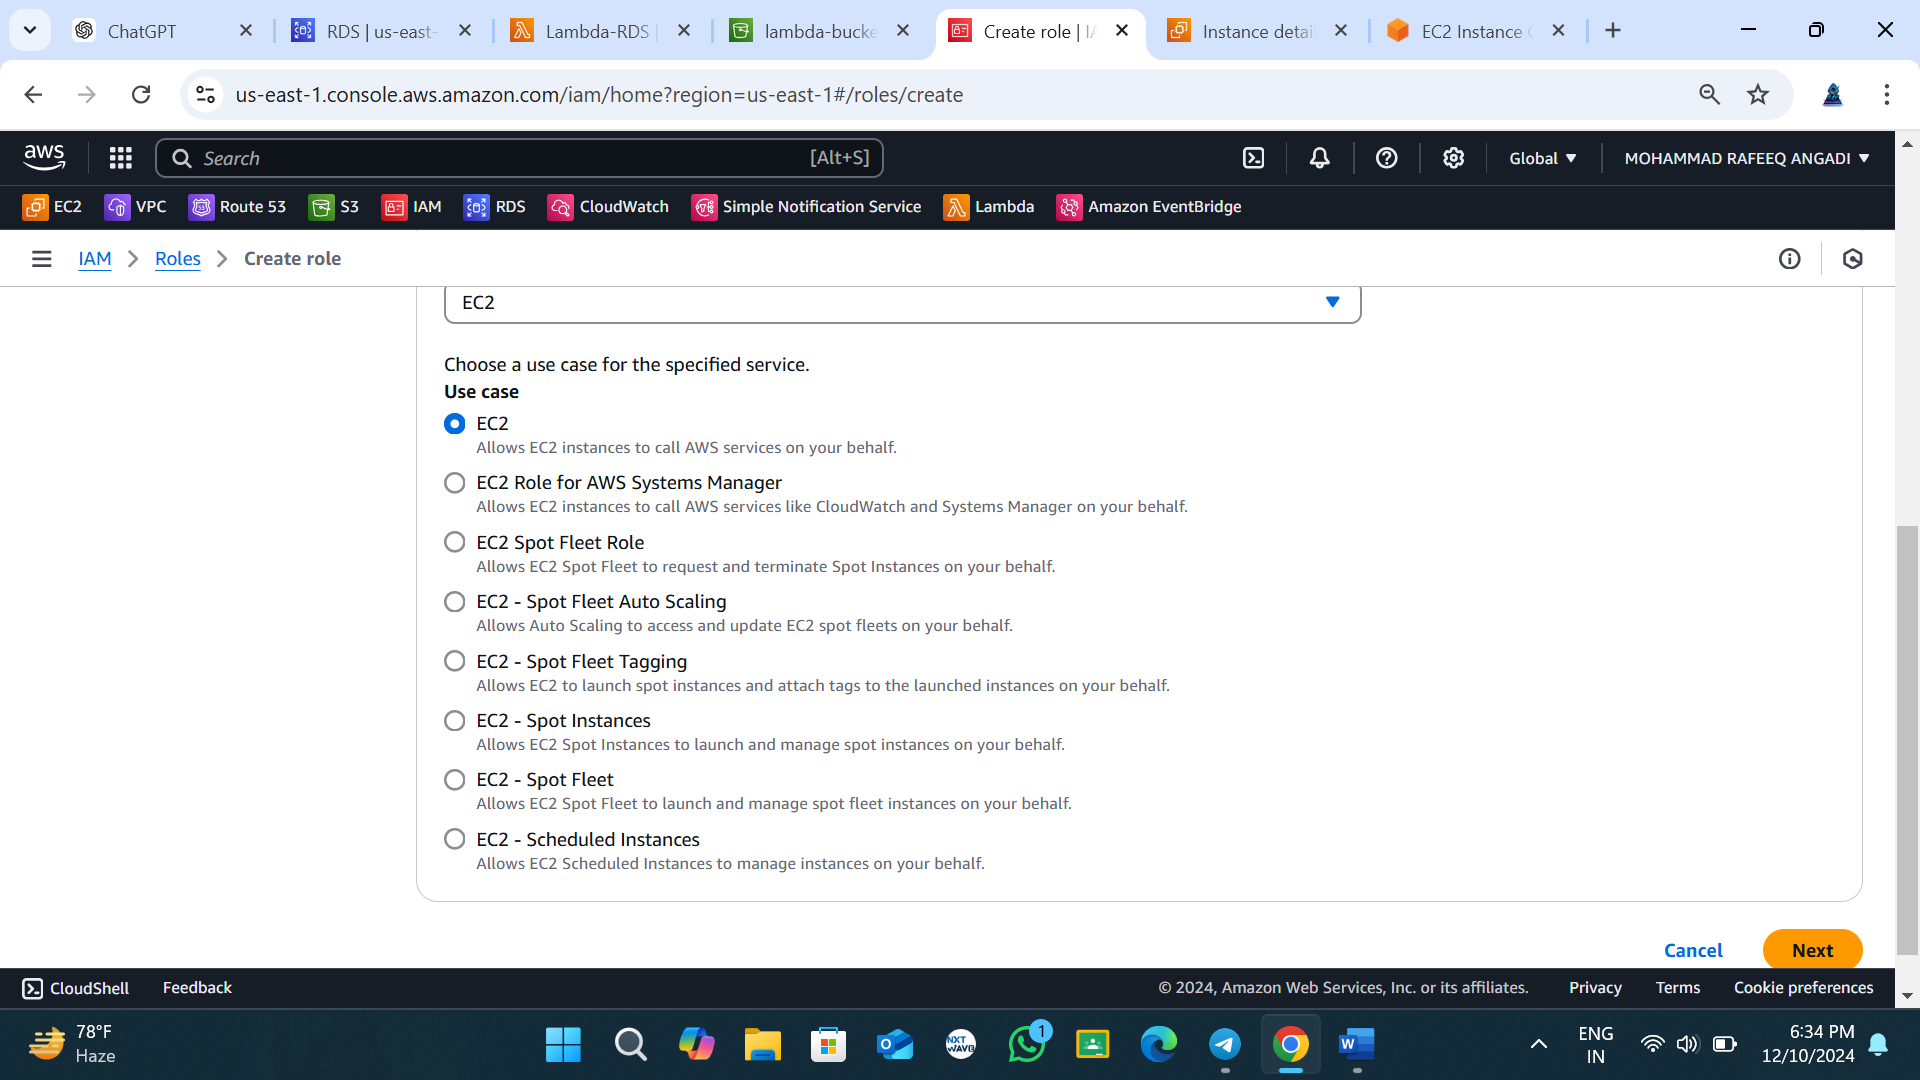 ChatGPT
RDS | us-east-
Lambda-RDS |
lambda-bucke
Create role | IA
Instance detai
EC2 Instance C
us-east-1.console.aws.amazon.com/iam/home?region=us-east-1#/roles/create
aws
Search
[Alt+S]
Global
MOHAMMAD RAFEEQ ANGADI
EC2
VPC
Route 53
S3
IAM
RDS
CloudWatch
Simple Notification Service
Lambda
Amazon EventBridge
IAM
Roles
Create role
EC2
Choose a use case for the specified service.
Use case
EC2
Allows EC2 instances to call AWS services on your behalf.
EC2 Role for AWS Systems Manager
Allows EC2 instances to call AWS services like CloudWatch and Systems Manager on your behalf.
EC2 Spot Fleet Role
Allows EC2 Spot Fleet to request and terminate Spot Instances on your behalf.
EC2 - Spot Fleet Auto Scaling
Allows Auto Scaling to access and update EC2 spot fleets on your behalf.
EC2 - Spot Fleet Tagging
Allows EC2 to launch spot instances and attach tags to the launched instances on your behalf.
EC2 - Spot Instances
Allows EC2 Spot Instances to launch and manage spot instances on your behalf.
EC2 - Spot Fleet
Allows EC2 Spot Fleet to launch and manage spot fleet instances on your behalf.
EC2 - Scheduled Instances
Allows EC2 Scheduled Instances to manage instances on your behalf.
Cancel
Next
CloudShell
Feedback
© 2024, Amazon Web Services, Inc. or its affiliates.
Privacy
Terms
Cookie preferences
78°F
Haze
NXT
WAVE
1
ENG
IN
6:34 PM
12/10/2024